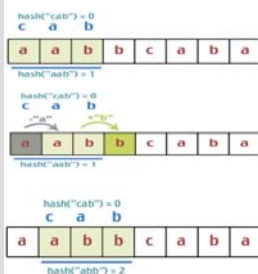 hash("cab") = 0
c a b
a a b b c a b a
hash("aab") = 1
hash("cab") = 0
c a b
-"a" +"b"
a a b b c a b a
hash("aab") = 1
hash("cab") = 0
c a b
a a b b c a b a
hash("abb") = 2